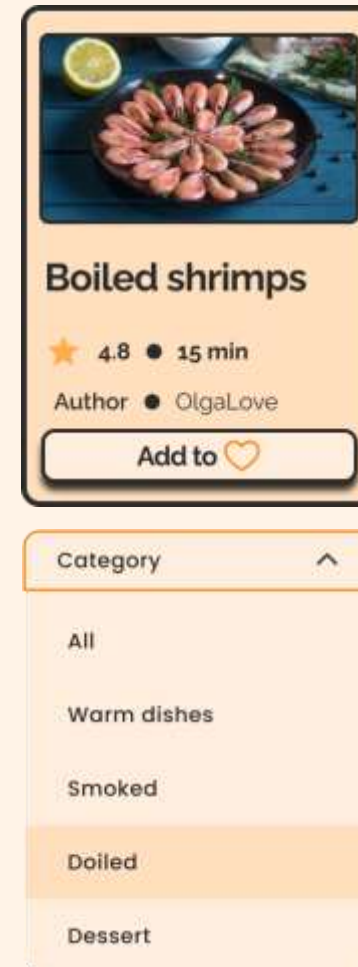 Boiled shrimps
4.8 ● 15 min
Author ● OlgaLove
Add to
Category
All
Warm dishes
Smoked
Doiled
Dessert